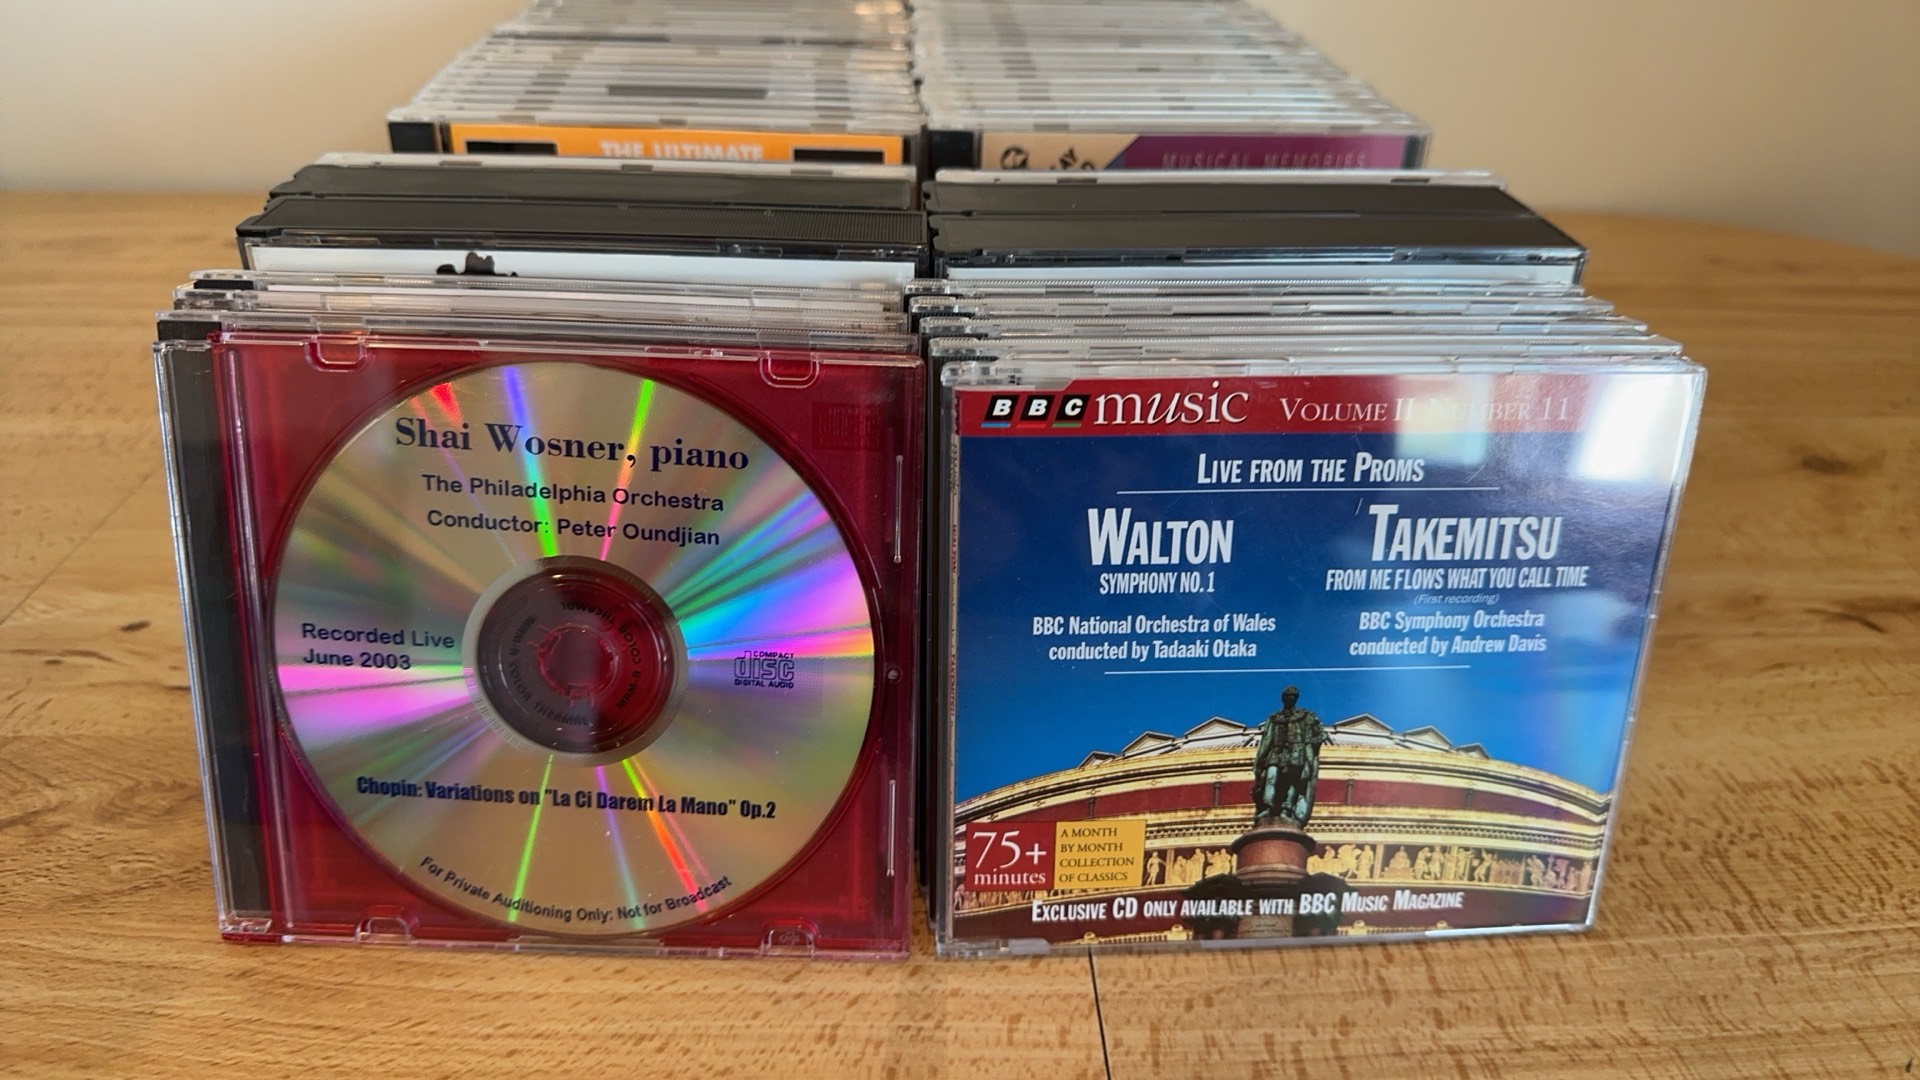 THE ULTIMATE
MUSICAL MEMORIES
Shai Wosner, piano
The Philadelphia Orchestra
Conductor: Peter Oundjian
Recorded Live
June 2003
COMPACT
disc
DIGITAL AUDIO
Chopin: Variations on "La Ci Darem La Mano" Op.2
For Private Auditioning Only: Not for Broadcast
BBC music VOLUME II NUMBER 11
LIVE FROM THE PROMS
WALTON
SYMPHONY NO. 1
BBC National Orchestra of Wales
conducted by Tadaaki Otaka
TAKEMITSU
FROM ME FLOWS WHAT YOU CALL TIME
(First recording)
BBC Symphony Orchestra
conducted by Andrew Davis
75+
minutes
A MONTH
BY MONTH
COLLECTION
OF CLASSICS
EXCLUSIVE CD ONLY AVAILABLE WITH BBC MUSIC MAGAZINE